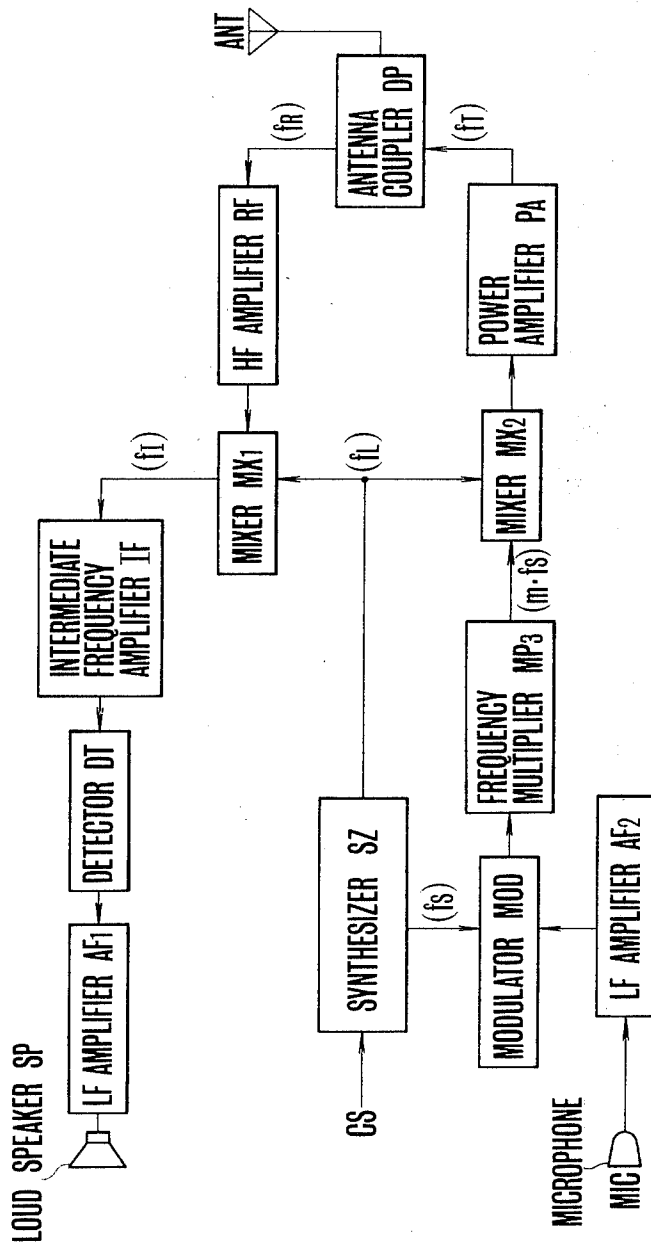 LOUD SPEAKER SP
LF AMPLIFIER AF1
DETECTOR DT
INTERMEDIATE
FREQUENCY
AMPLIFIER IF
(fI)
MIXER MX1
HF AMPLIFIER RF
(fR)
ANT
ANTENNA
COUPLER DP
CS
SYNTHESIZER SZ
(fL)
(fS)
(fT)
MODULATOR MOD
FREQUENCY
MULTIPLIER MP3
(m·fS)
MIXER MX2
POWER
AMPLIFIER PA
MICROPHONE
MIC
LF AMPLIFIER AF2